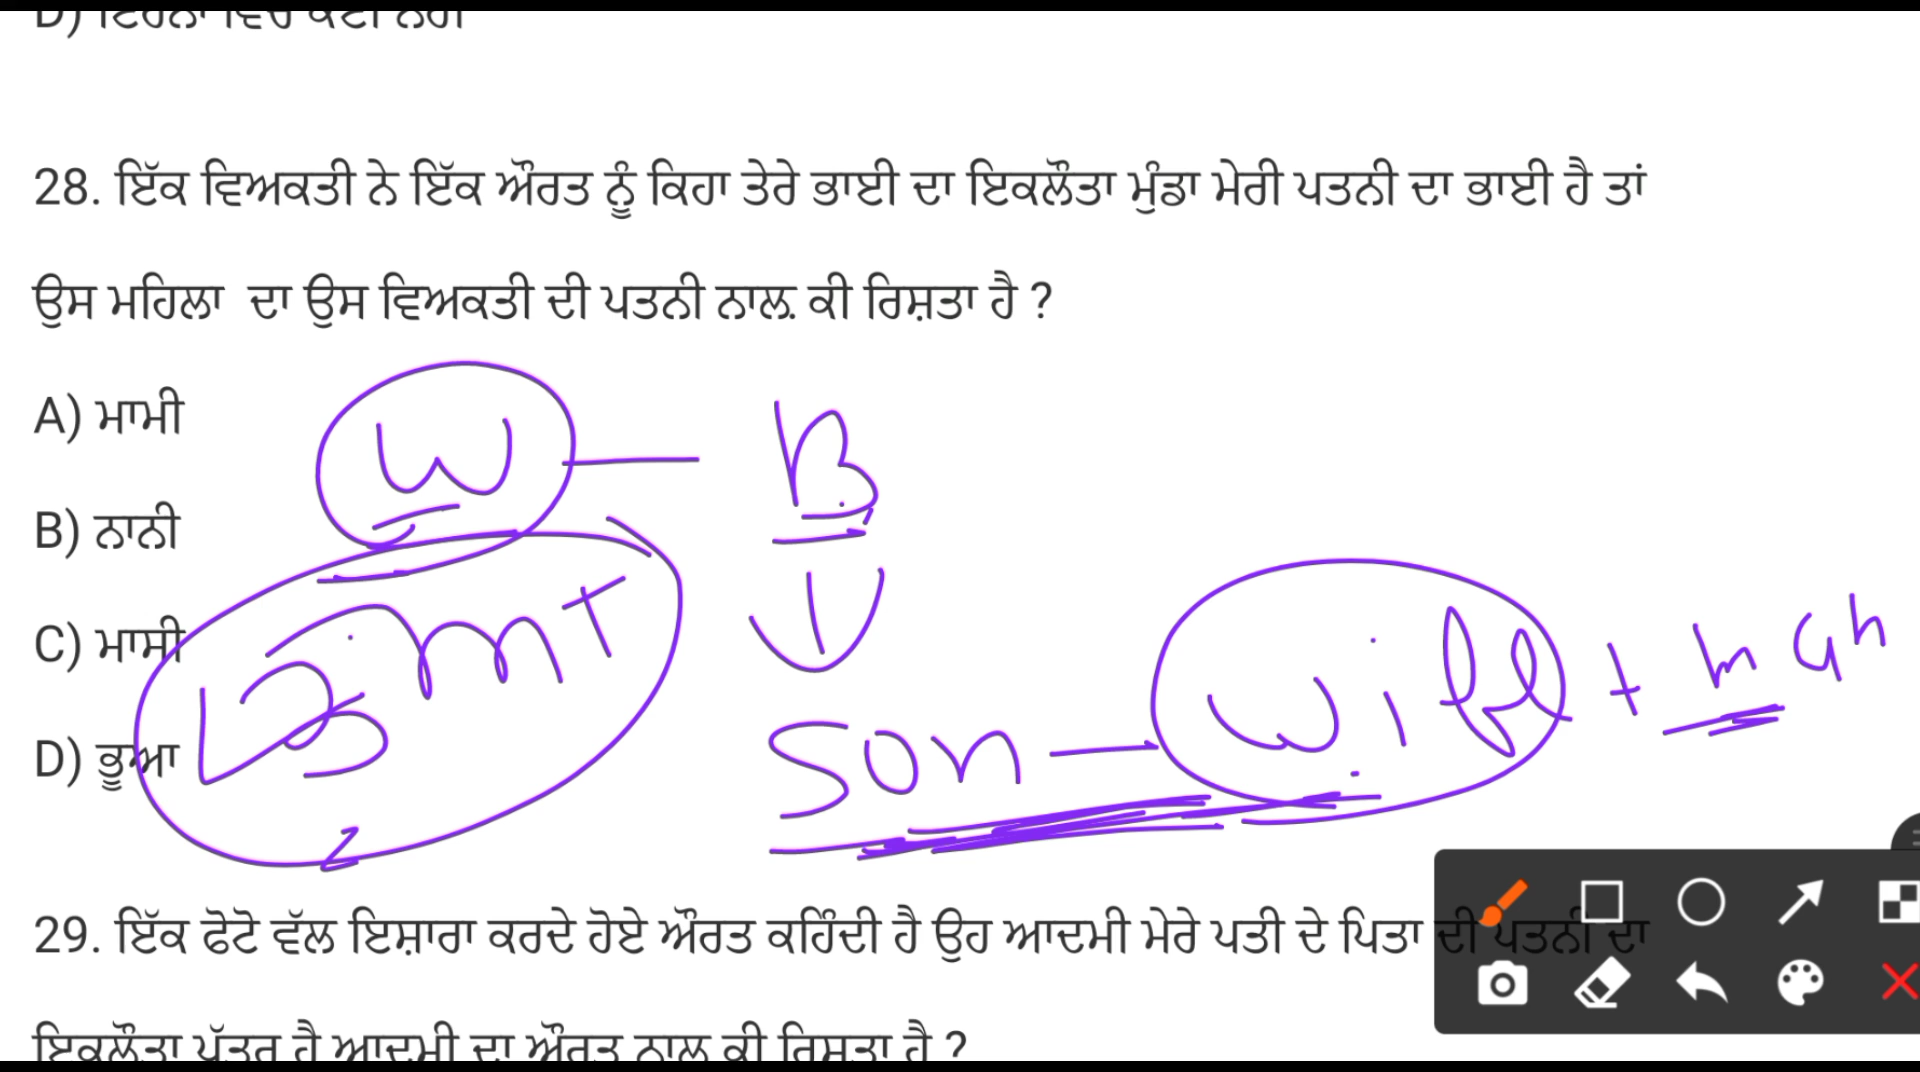 28. ਇੱਕ ਵਿਅਕਤੀ ਨੇ ਇੱਕ ਔਰਤ ਨੂੰ ਕਿਹਾ ਤੇਰੇ ਭਾਈ ਦਾ ਇਕਲੌਤਾ ਮੁੰਡਾ ਮੇਰੀ ਪਤਨੀ ਦਾ ਭਾਈ ਹੈ ਤਾਂ
ਉਸ ਮਹਿਲਾ ਦਾ ਉਸ ਵਿਅਕਤੀ ਦੀ ਪਤਨੀ ਨਾਲ਼ ਕੀ ਰਿਸ਼ਤਾ ਹੈ ?
A) ਮਾਮੀ
W
B
B) ਨਾਨੀ
C) ਮਾਸੀ
wife + man
son
D) ਭੂਆ
29. ਇੱਕ ਫੋਟੋ ਵੱਲ ਇਸ਼ਾਰਾ ਕਰਦੇ ਹੋਏ ਔਰਤ ਕਹਿੰਦੀ ਹੈ ਉਹ ਆਦਮੀ ਮੇਰੇ ਪਤੀ ਦੇ ਪਿਤਾ ਦੀ ਪਤਨੀ ਦਾ
ਇਕਲੌਤਾ ਪੁੱਤਰ ਹੈ ਆਦਮੀ ਦਾ ਔਰਤ ਨਾਲ ਕੀ ਰਿਸ਼ਤਾ ਹੈ ?